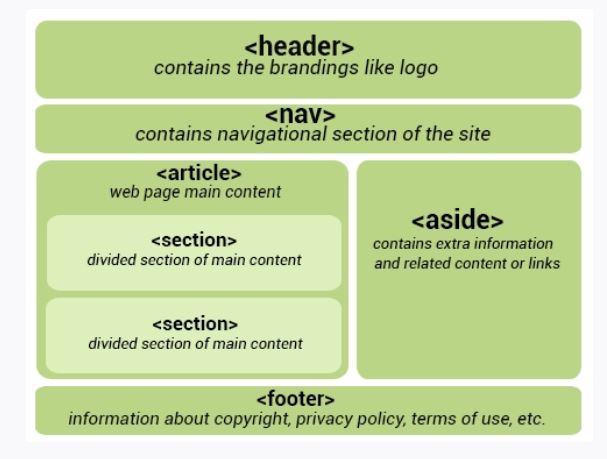 <header>
contains the brandings like logo
<nav>
contains navigational section of the site
<article>
web page main content
<section>
divided section of main content
<section>
divided section of main content
<aside>
contains extra information
and related content or links
<footer>
information about copyright, privacy policy, terms of use, etc.